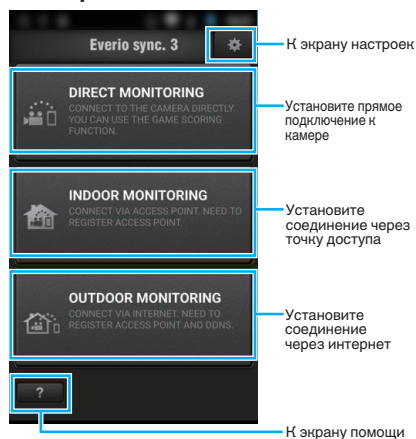 Everio sync. 3
К экрану настроек
DIRECT MONITORING
CONNECT TO THE CAMERA DIRECTLY.
YOU CAN USE THE GAME SCORING
FUNCTION.
Установите прямое
подключение к
камере
INDOOR MONITORING
CONNECT VIA ACCESS POINT. NEED TO
REGISTER ACCESS POINT.
Установите
соединение через
точку доступа
OUTDOOR MONITORING
CONNECT VIA INTERNET. NEED TO
REGISTER ACCESS POINT AND DDNS.
Установите
соединение
через интернет
?
К экрану помощи